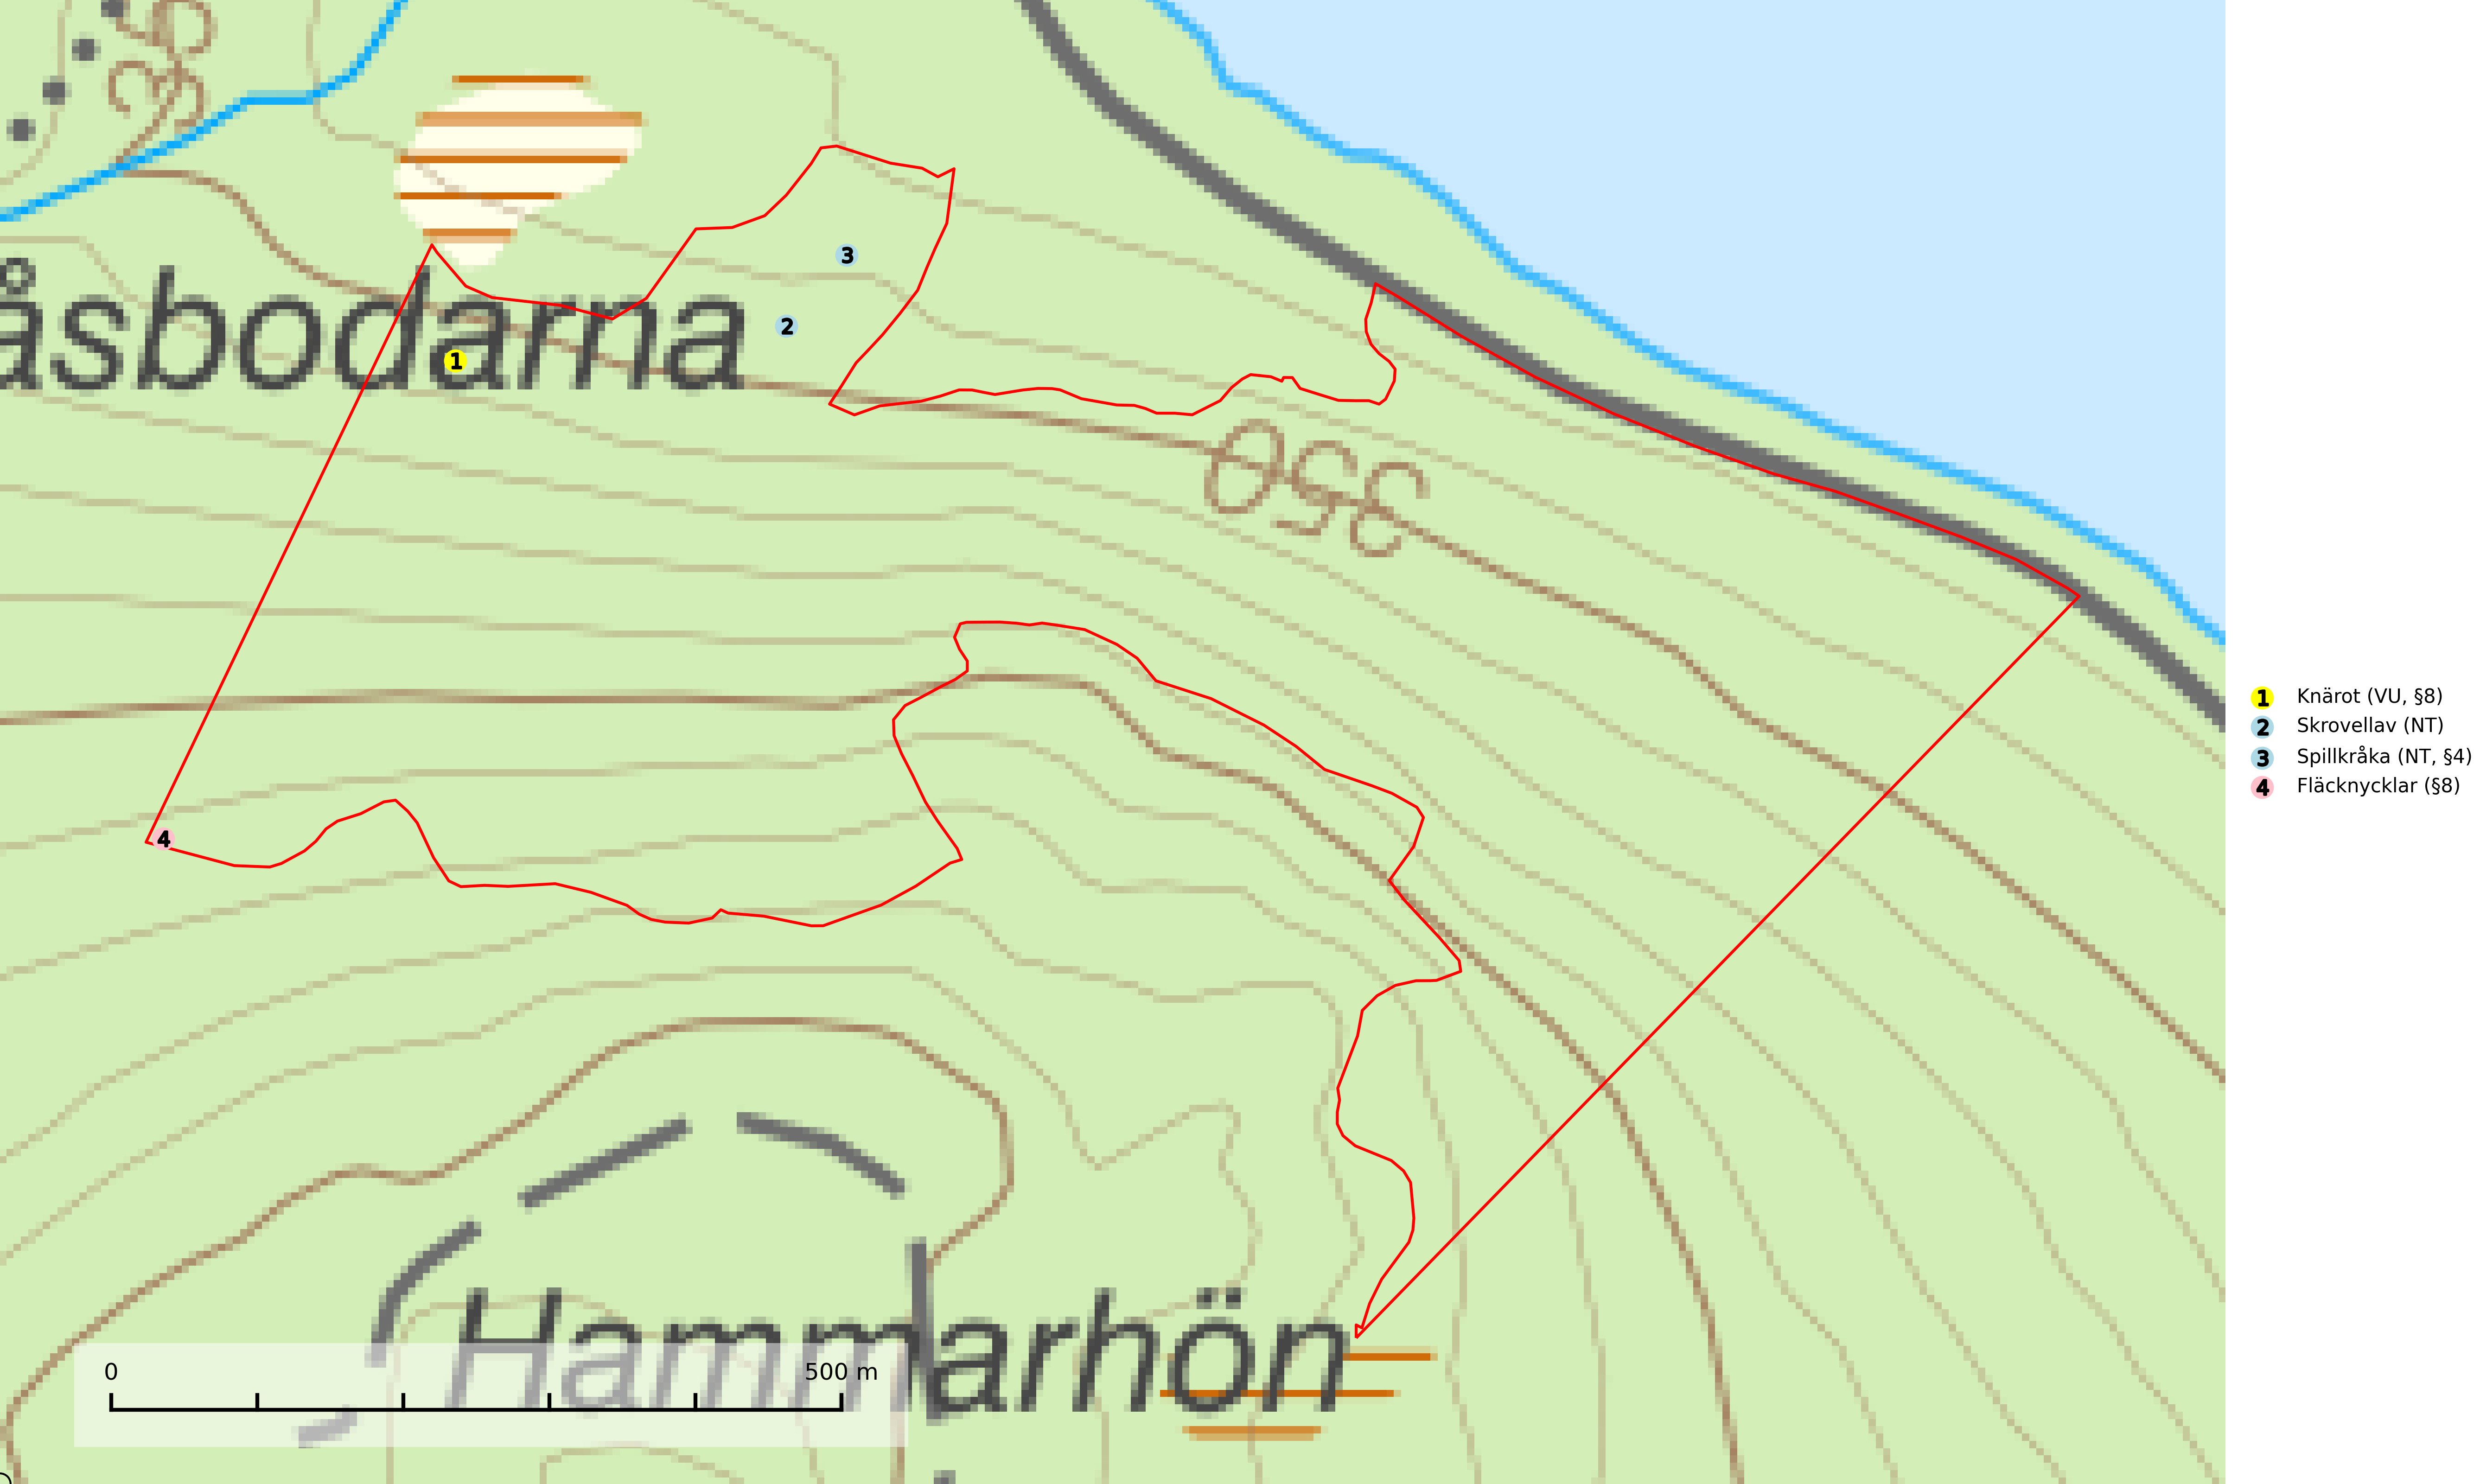 3
åsbodarna
3
2
1
350
4
Hammarhön
0 500 m
1 Knärot (VU, §8)
2 Skrovellav (NT)
3 Spillkråka (NT, §4)
4 Fläcknycklar (§8)